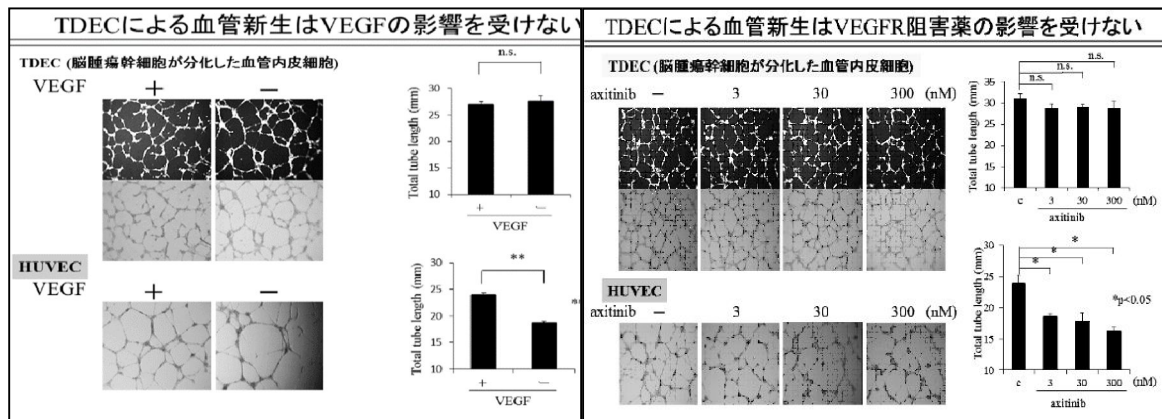 TDECによる血管新生はVEGFの影響を受けない
TDEC (脳腫瘍幹細胞が分化した血管内皮細胞)
VEGF + −
HUVEC
VEGF + −
n.s.
Total tube length (mm)
30
25
20
15
10
+ −
VEGF
**
Total tube length (mm)
30
25
20
15
10
+ −
VEGF
TDECによる血管新生はVEGFR阻害薬の影響を受けない
TDEC (脳腫瘍幹細胞が分化した血管内皮細胞)
axitinib − 3 30 300 (nM)
HUVEC
axitinib − 3 30 300 (nM)
n.s.
n.s.
n.s.
Total tube length (mm)
35
30
25
20
15
10
c 3 30 300 (nM)
axitinib
*
*
*
*p<0.05
Total tube length (mm)
30
25
20
15
10
c 3 30 300 (nM)
axitinib